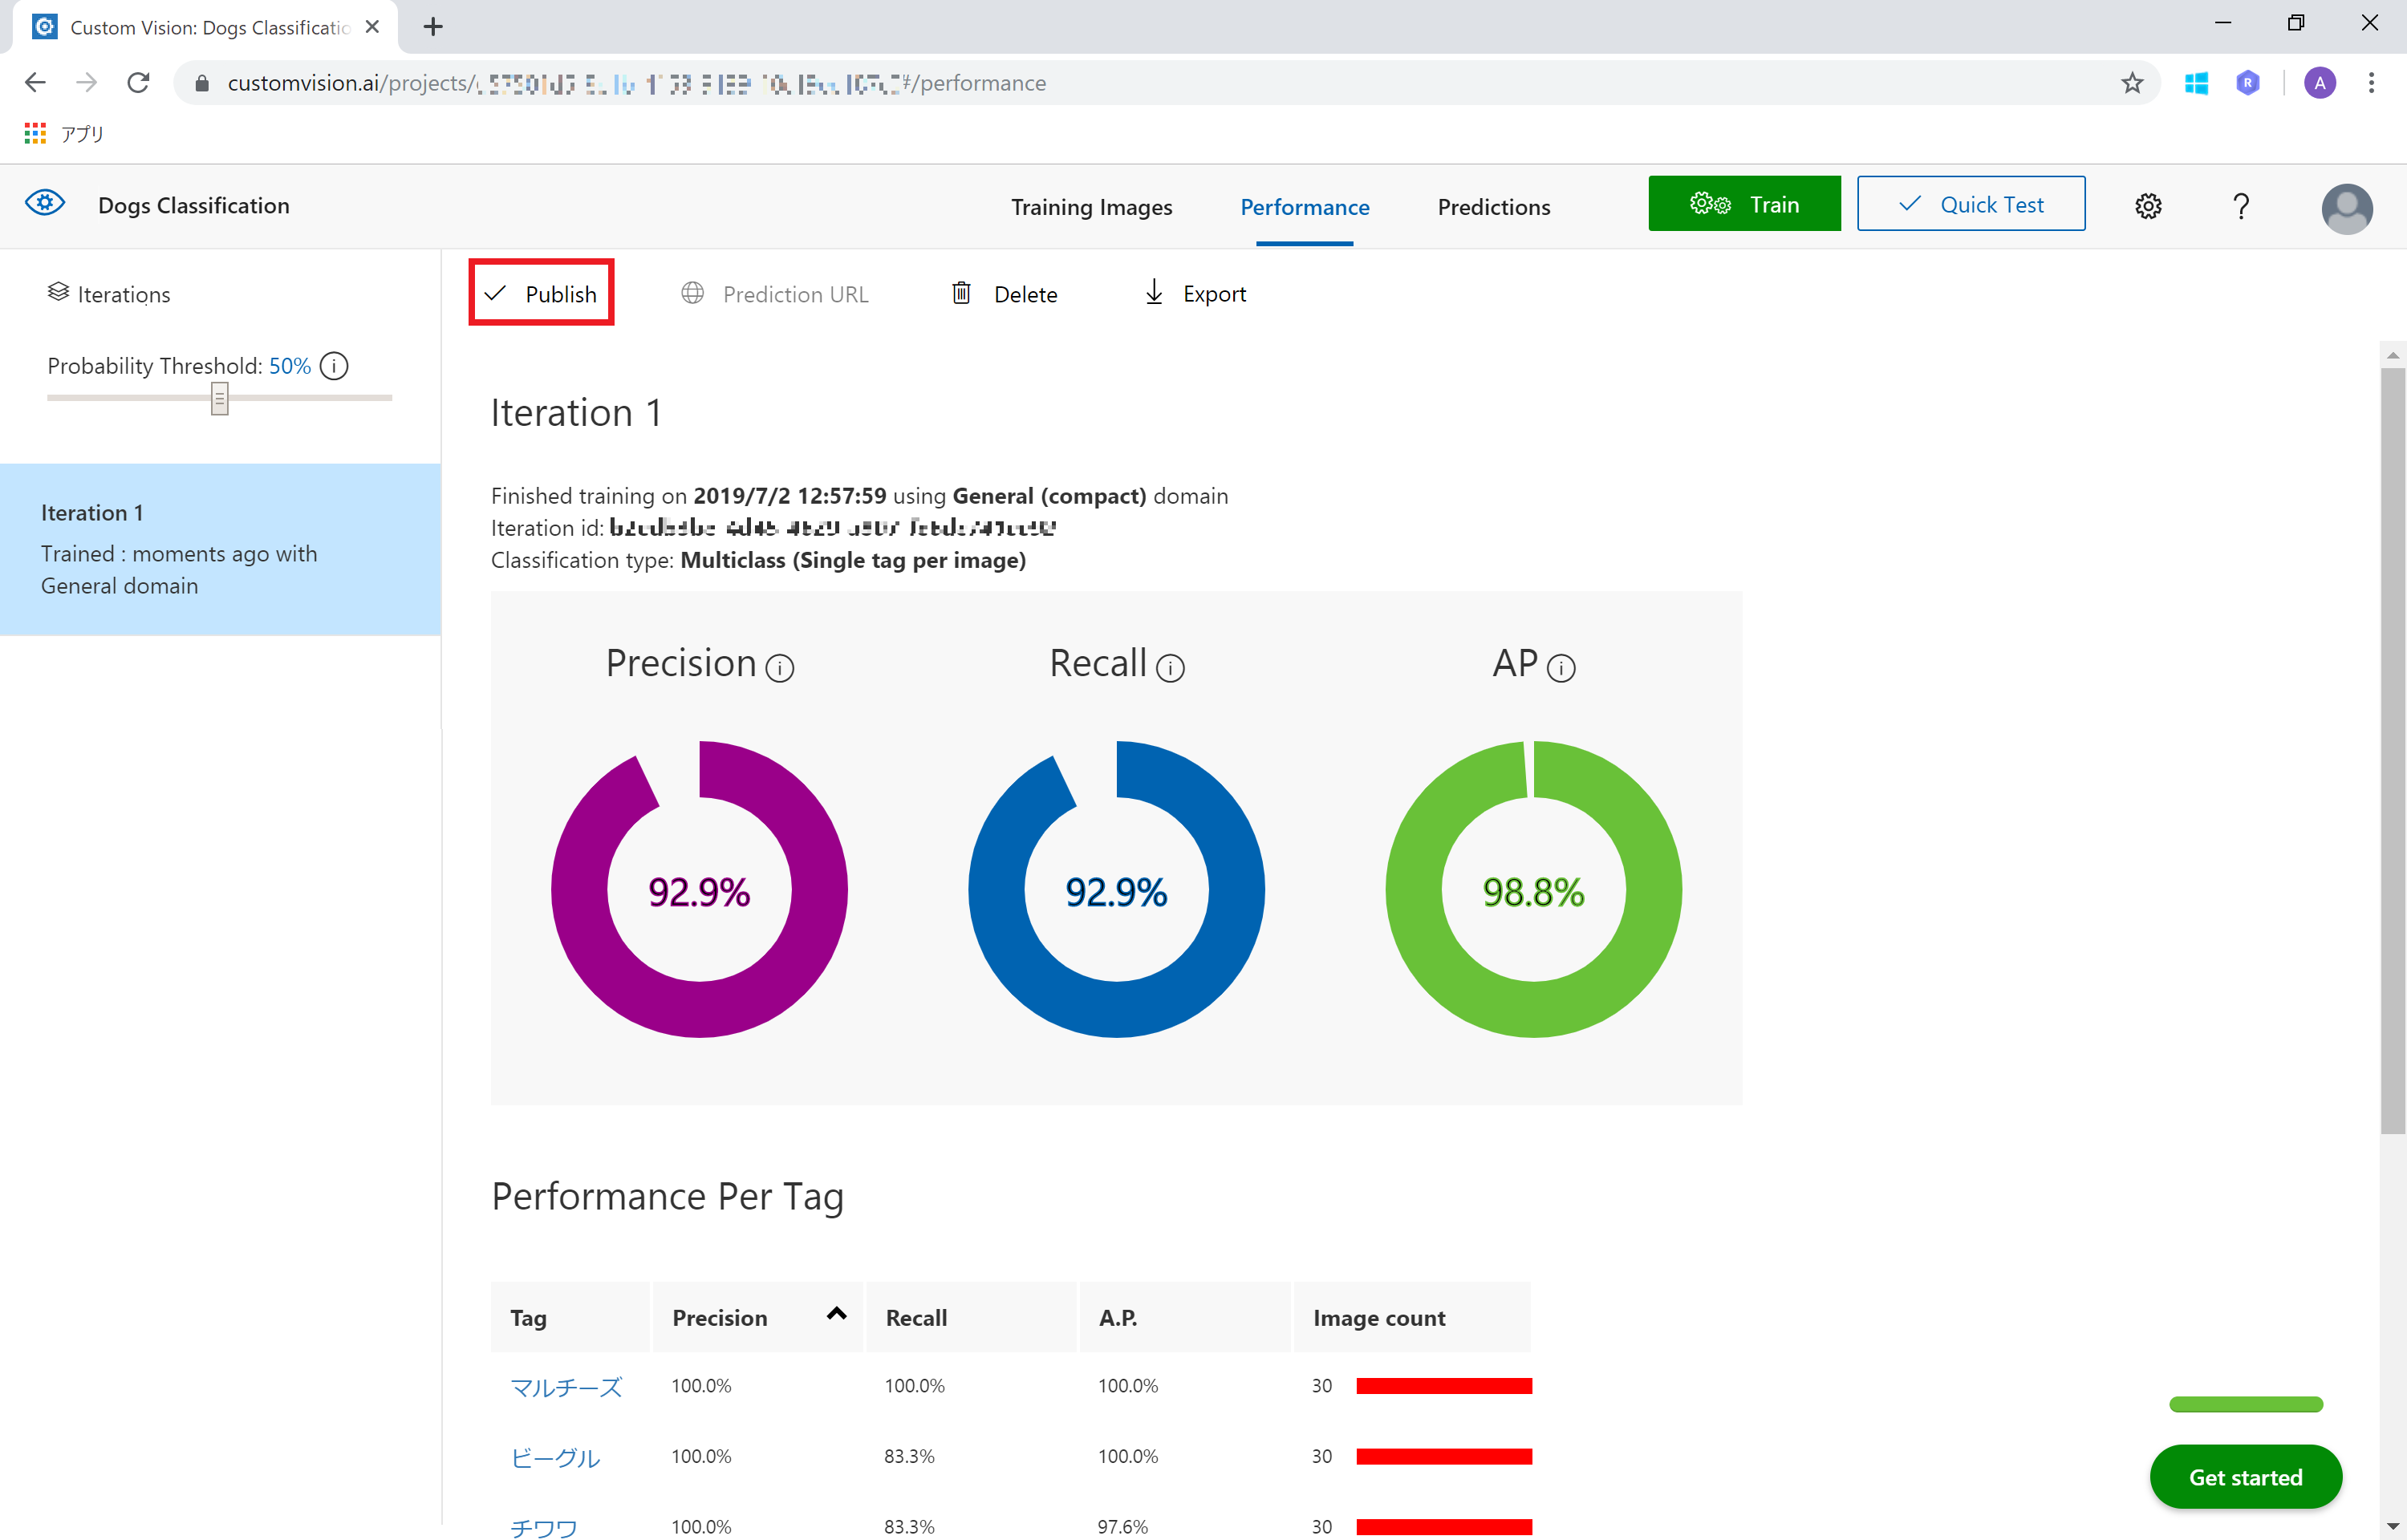 Custom Vision: Dogs Classificatio
customvision.ai/projects/
#/performance
A
R
アプリ
Dogs Classification
Training Images
Performance
Predictions
Train
Quick Test
?
Iterations
Publish
Prediction URL
Delete
Export
Probability Threshold: 50%
Iteration 1
Trained : moments ago with
General domain
Iteration 1
Finished training on 2019/7/2 12:57:59 using General (compact) domain
Iteration id:
Classification type: Multiclass (Single tag per image)
Precision
Recall
AP
92.9%
92.9%
98.8%
Performance Per Tag
Tag Precision Recall A.P. Image count
マルチーズ 100.0% 100.0% 100.0% 30
ビーグル 100.0% 83.3% 100.0% 30
チワワ 100.0% 83.3% 97.6% 30
Get started